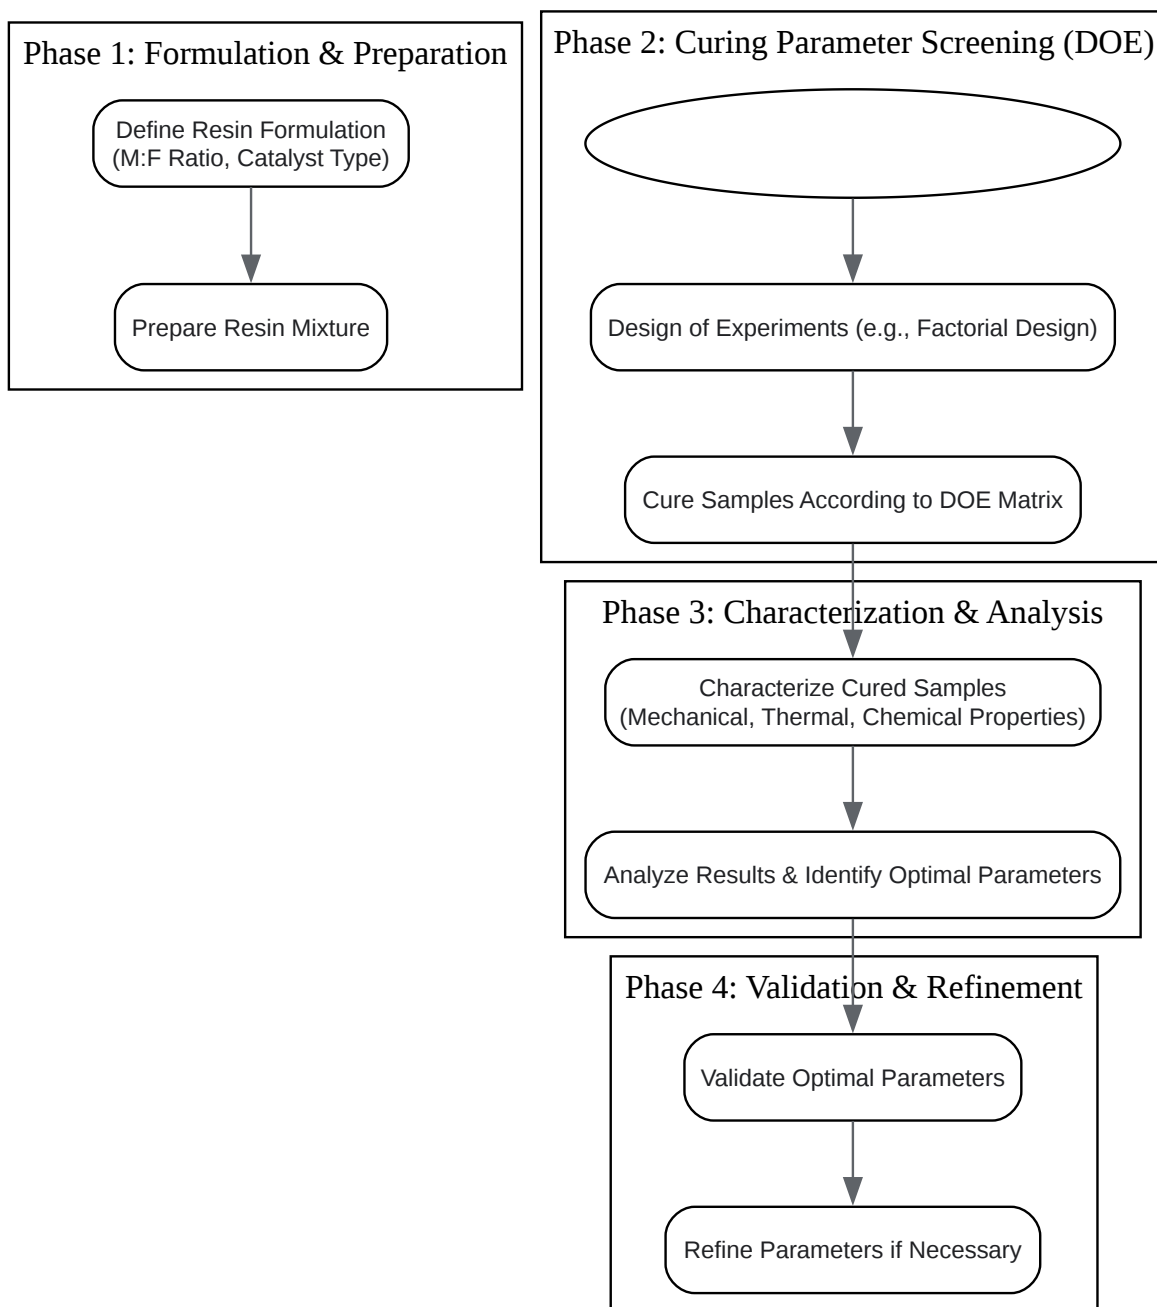 Phase 1: Formulation & Preparation
Define Resin Formulation
(M:F Ratio, Catalyst Type)
Prepare Resin Mixture
Phase 2: Curing Parameter Screening (DOE)
Design of Experiments (e.g., Factorial Design)
Cure Samples According to DOE Matrix
Phase 3: Characterization & Analysis
Characterize Cured Samples
(Mechanical, Thermal, Chemical Properties)
Analyze Results & Identify Optimal Parameters
Phase 4: Validation & Refinement
Validate Optimal Parameters
Refine Parameters if Necessary